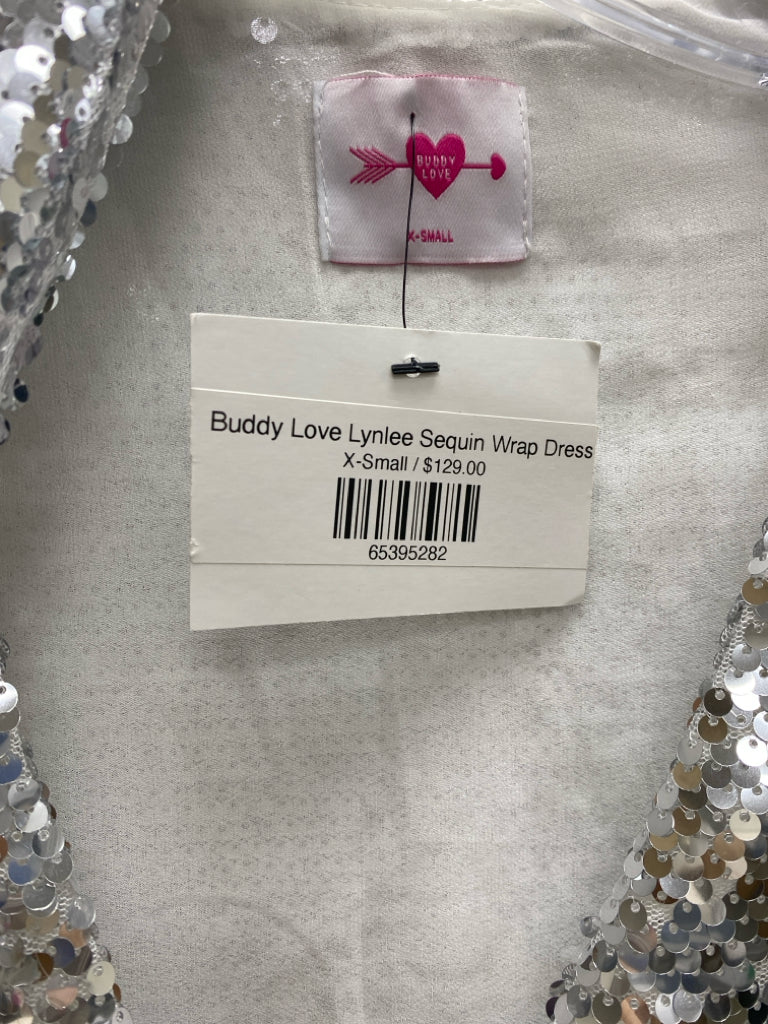 BUDDY
LOVE
X-SMALL
Buddy Love Lynlee Sequin Wrap Dress
X-Small / $129.00
65395282